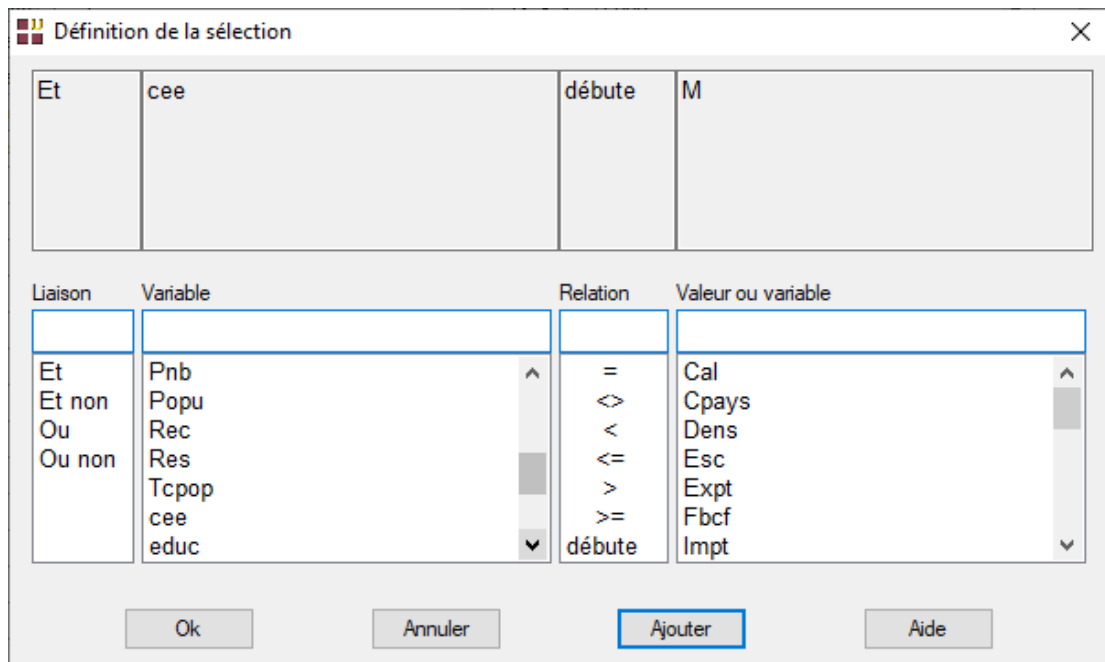 Définition de la sélection
Et cee débute M
Liaison Variable Relation Valeur ou variable
Et Pnb = Cal
Et non Popu <> Cpays
Ou Rec < Dens
Ou non Res <= Esc
Tcpop > Expt
cee >= Fbcf
educ débute Impt
Ok Annuler Ajouter Aide